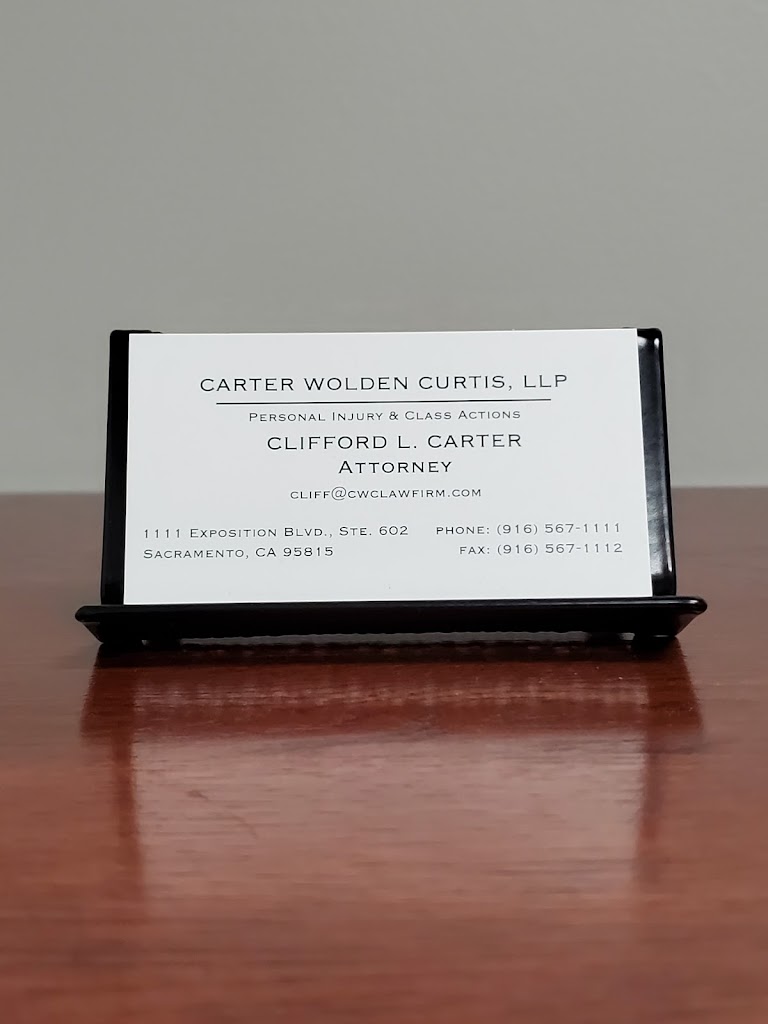 CARTER WOLDEN CURTIS, LLP
PERSONAL INJURY & CLASS ACTIONS
CLIFFORD L. CARTER
ATTORNEY
CLIFF@CWCLAWFIRM.COM
1111 EXPOSITION BLVD., STE. 602 PHONE: (916) 567-1111
SACRAMENTO, CA 95815 FAX: (916) 567-1112